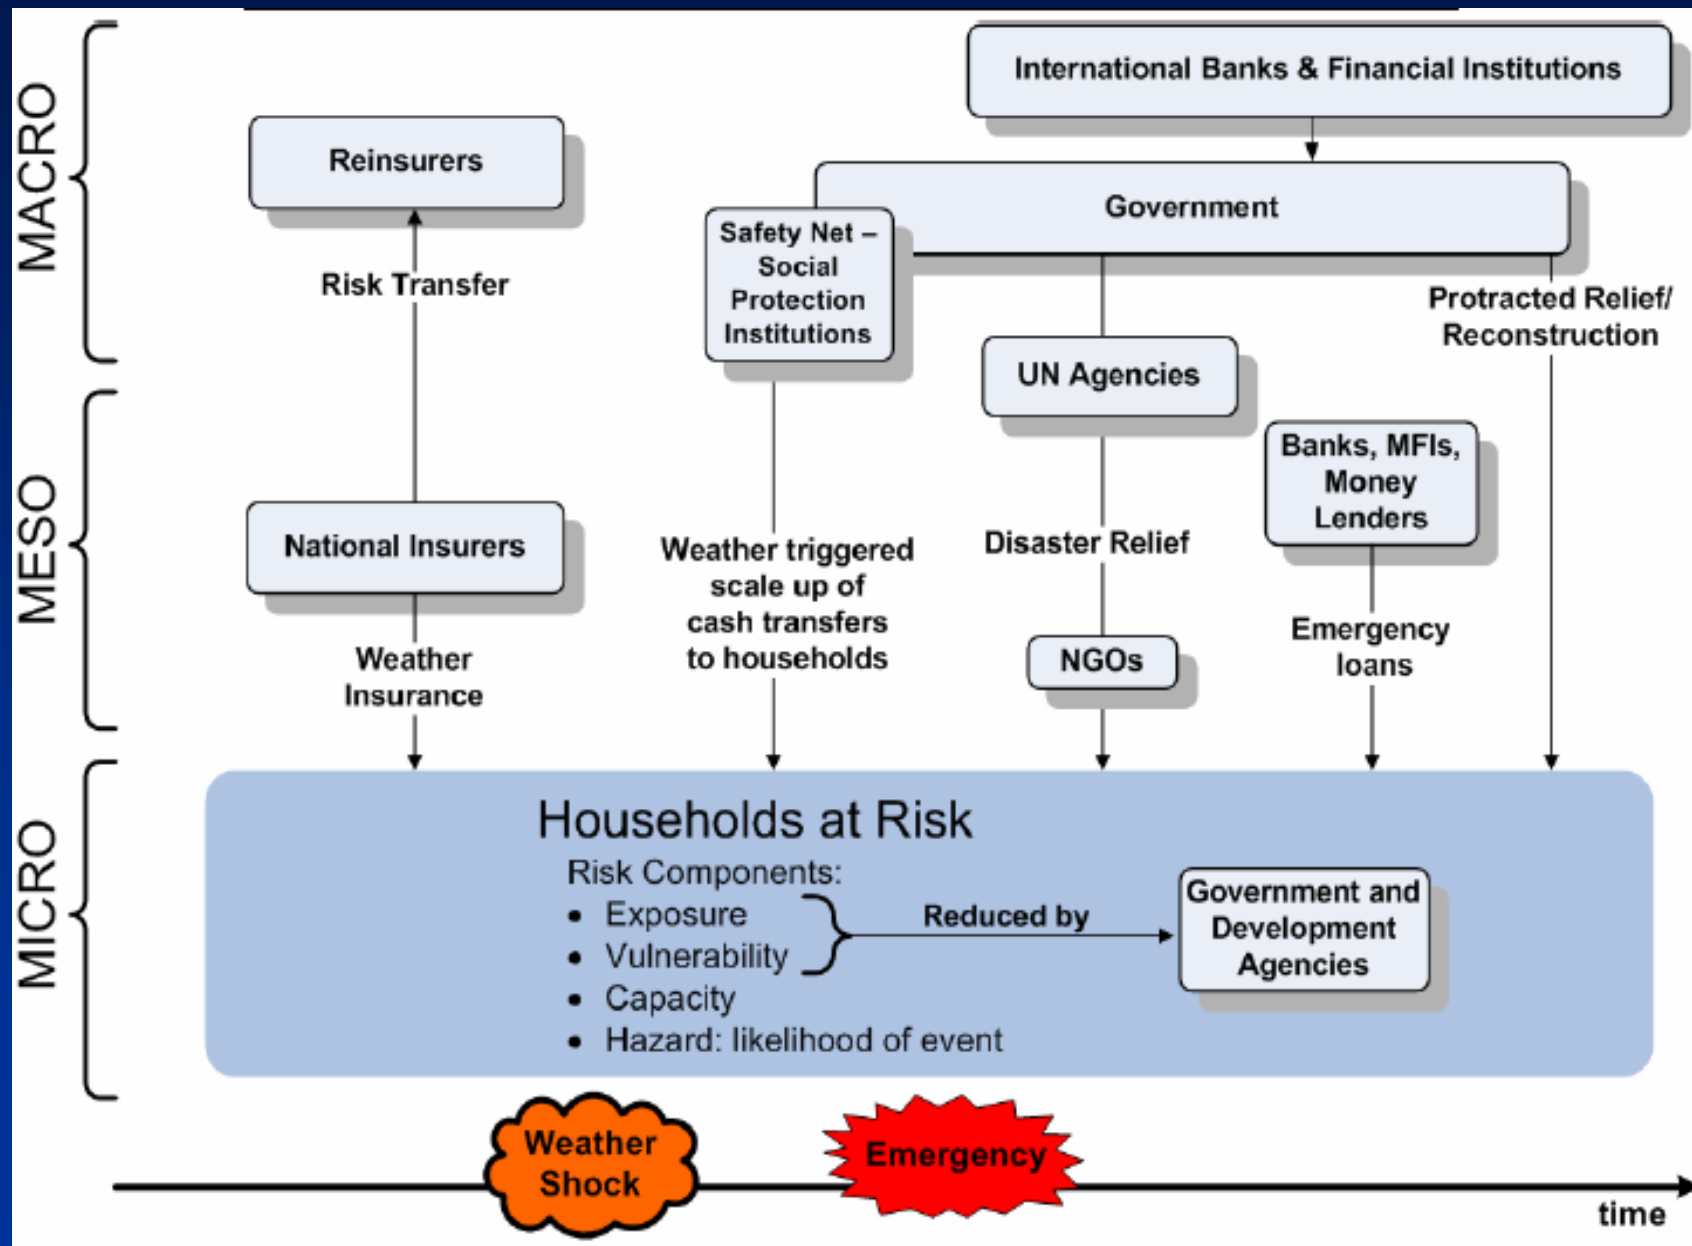 MACRO
International Banks & Financial Institutions
Reinsurers
Government
Safety Net –
Social
Protection
Institutions
Risk Transfer
Protracted Relief/
Reconstruction
UN Agencies
MESO
Banks, MFIs,
Money
Lenders
National Insurers
Weather triggered
scale up of
cash transfers
to households
Disaster Relief
Emergency
loans
Weather
Insurance
NGOs
MICRO
Households at Risk
Risk Components:
• Exposure
• Vulnerability
• Capacity
• Hazard: likelihood of event
Reduced by
Government and
Development
Agencies
Weather
Shock
Emergency
time